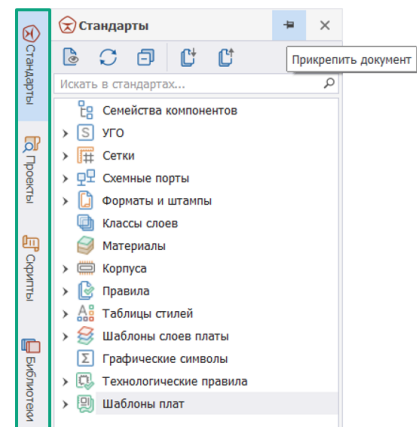 Стандарты
Прикрепить документ
Искать в стандартах...
Семейства компонентов
S УГО
Сетки
Схемные порты
Форматы и штампы
Классы слоев
Материалы
Корпуса
Правила
Таблицы стилей
Шаблоны слоев платы
Σ Графические символы
Технологические правила
Шаблоны плат
Стандарты
Проекты
Скрипты
Библиотеки